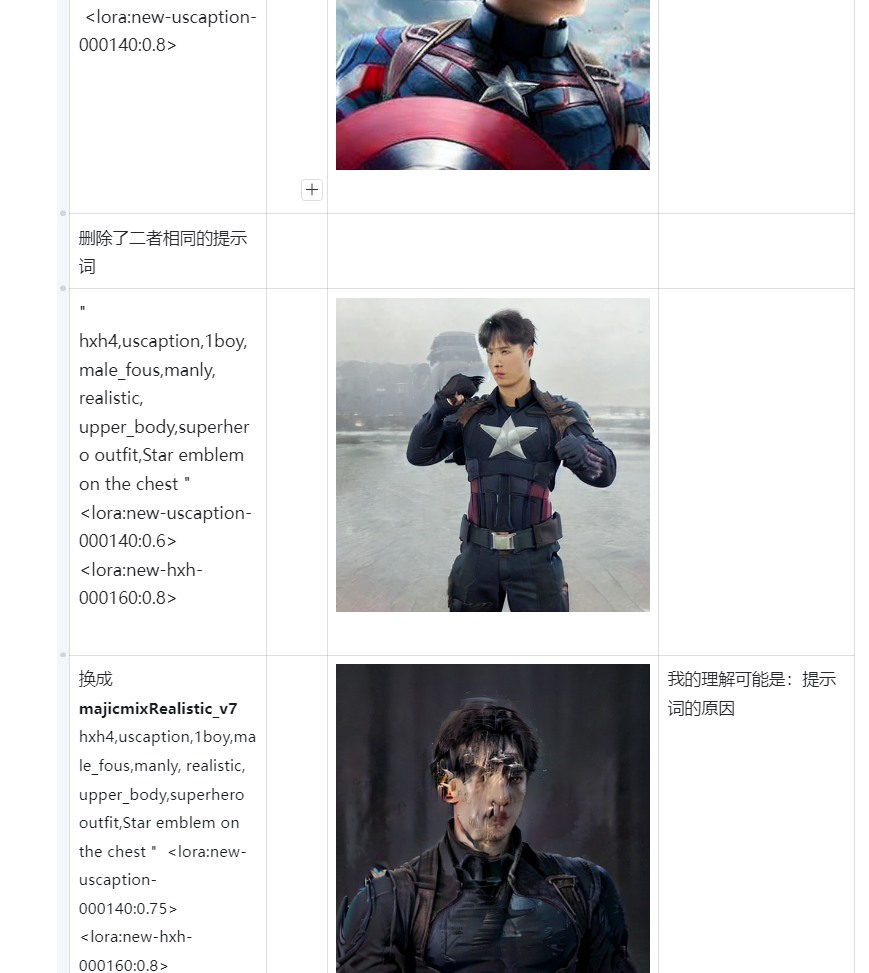 <lora:new-uscaption-
000140:0.8>
删除了二者相同的提示
词
"
hxh4,uscaption,1boy,
male_fous,manly,
realistic,
upper_body,superher
o outfit,Star emblem
on the chest "
<lora:new-uscaption-
000140:0.6>
<lora:new-hxh-
000160:0.8>
换成
majicmixRealistic_v7
hxh4,uscaption,1boy,ma
le_fous,manly, realistic,
upper_body,superhero
outfit,Star emblem on
the chest " <lora:new-
uscaption-
000140:0.75>
<lora:new-hxh-
000160:0.8>
我的理解可能是：提示
词的原因